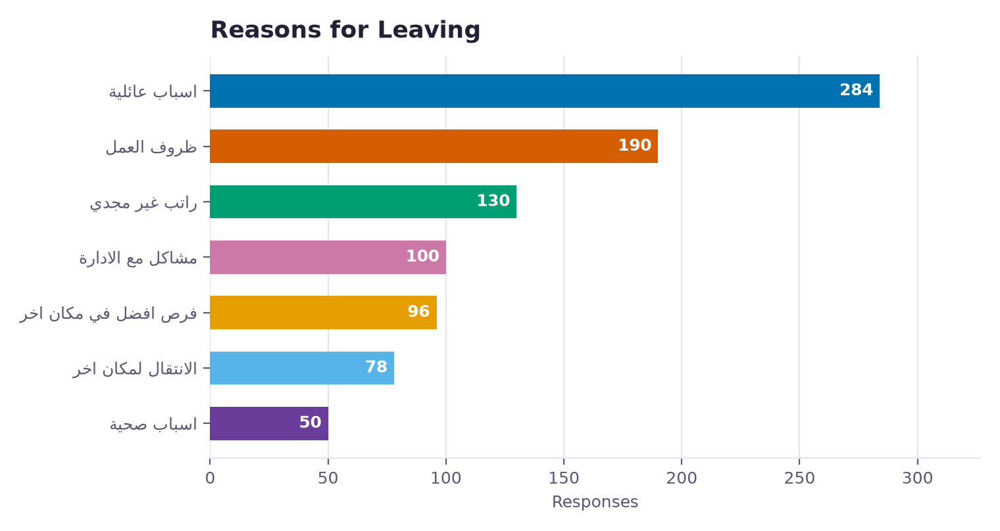 Reasons for Leaving
اسباب عائلية
284
ظروف العمل
190
راتب غير مجدي
130
مشاكل مع الادارة
100
فرص افضل في مكان اخر
96
الانتقال لمكان اخر
78
اسباب صحية
50
0 50 100 150 200 250 300
Responses